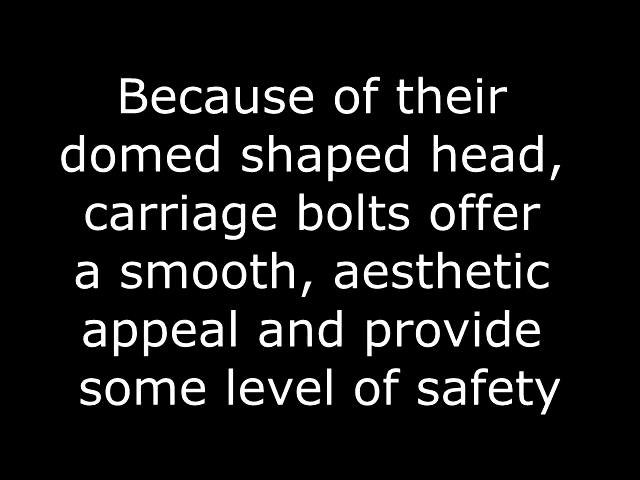 Because of their
domed shaped head,
carriage bolts offer
a smooth, aesthetic
appeal and provide
some level of safety